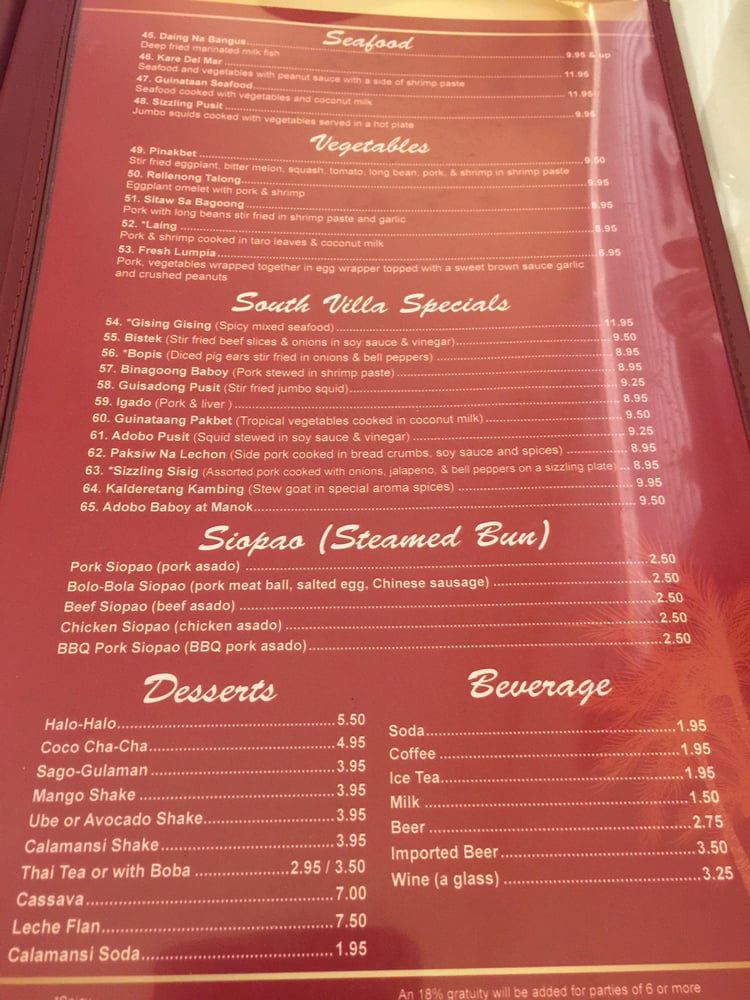 Seafood
45. Daing Na Bangus 9.95 & up
Deep fried marinated milk fish
46. Kare Del Mar 11.95
Seafood and vegetables with peanut sauce with a side of shrimp paste
47. Guinataan Seafood 11.95
Seafood cooked with vegetables and coconut milk
48. Sizzling Pusit 9.95
Jumbo squids cooked with vegetables served in a hot plate
Vegetables
49. Pinakbet 9.50
Stir fried eggplant, bitter melon, squash, tomato, long bean, pork, & shrimp in shrimp paste
50. Rellenong Talong 9.95
Eggplant omelet with pork & shrimp
51. Sitaw Sa Bagoong 8.95
Pork with long beans stir fried in shrimp paste and garlic
52. *Laing 8.95
Pork & shrimp cooked in taro leaves & coconut milk
53. Fresh Lumpia 6.95
Pork, vegetables wrapped together in egg wrapper topped with a sweet brown sauce garlic
and crushed peanuts
South Villa Specials
54. *Gising Gising (Spicy mixed seafood) 11.95
55. Bistek (Stir fried beef slices & onions in soy sauce & vinegar) 9.50
56. *Bopis (Diced pig ears stir fried in onions & bell peppers) 8.95
57. Binagoong Baboy (Pork stewed in shrimp paste) 8.95
58. Guisadong Pusit (Stir fried jumbo squid) 9.25
59. Igado (Pork & liver ) 8.95
60. Guinataang Pakbet (Tropical vegetables cooked in coconut milk) 9.50
61. Adobo Pusit (Squid stewed in soy sauce & vinegar) 9.25
62. Paksiw Na Lechon (Side pork cooked in bread crumbs, soy sauce and spices) 8.95
63. *Sizzling Sisig (Assorted pork cooked with onions, jalapeno, & bell peppers on a sizzling plate) 8.95
64. Kalderetang Kambing (Stew goat in special aroma spices) 9.95
65. Adobo Baboy at Manok 9.50
Siopao (Steamed Bun)
Pork Siopao (pork asado) 2.50
Bolo-Bola Siopao (pork meat ball, salted egg, Chinese sausage) 2.50
Beef Siopao (beef asado) 2.50
Chicken Siopao (chicken asado) 2.50
BBQ Pork Siopao (BBQ pork asado) 2.50
Desserts
Halo-Halo 5.50
Coco Cha-Cha 4.95
Sago-Gulaman 3.95
Mango Shake 3.95
Ube or Avocado Shake 3.95
Calamansi Shake 3.95
Thai Tea or with Boba 2.95 / 3.50
Cassava 7.00
Leche Flan 7.50
Calamansi Soda 1.95
Beverage
Soda 1.95
Coffee 1.95
Ice Tea 1.95
Milk 1.50
Beer 2.75
Imported Beer 3.50
Wine (a glass) 3.25
*Spicy
An 18% gratuity will be added for parties of 6 or more